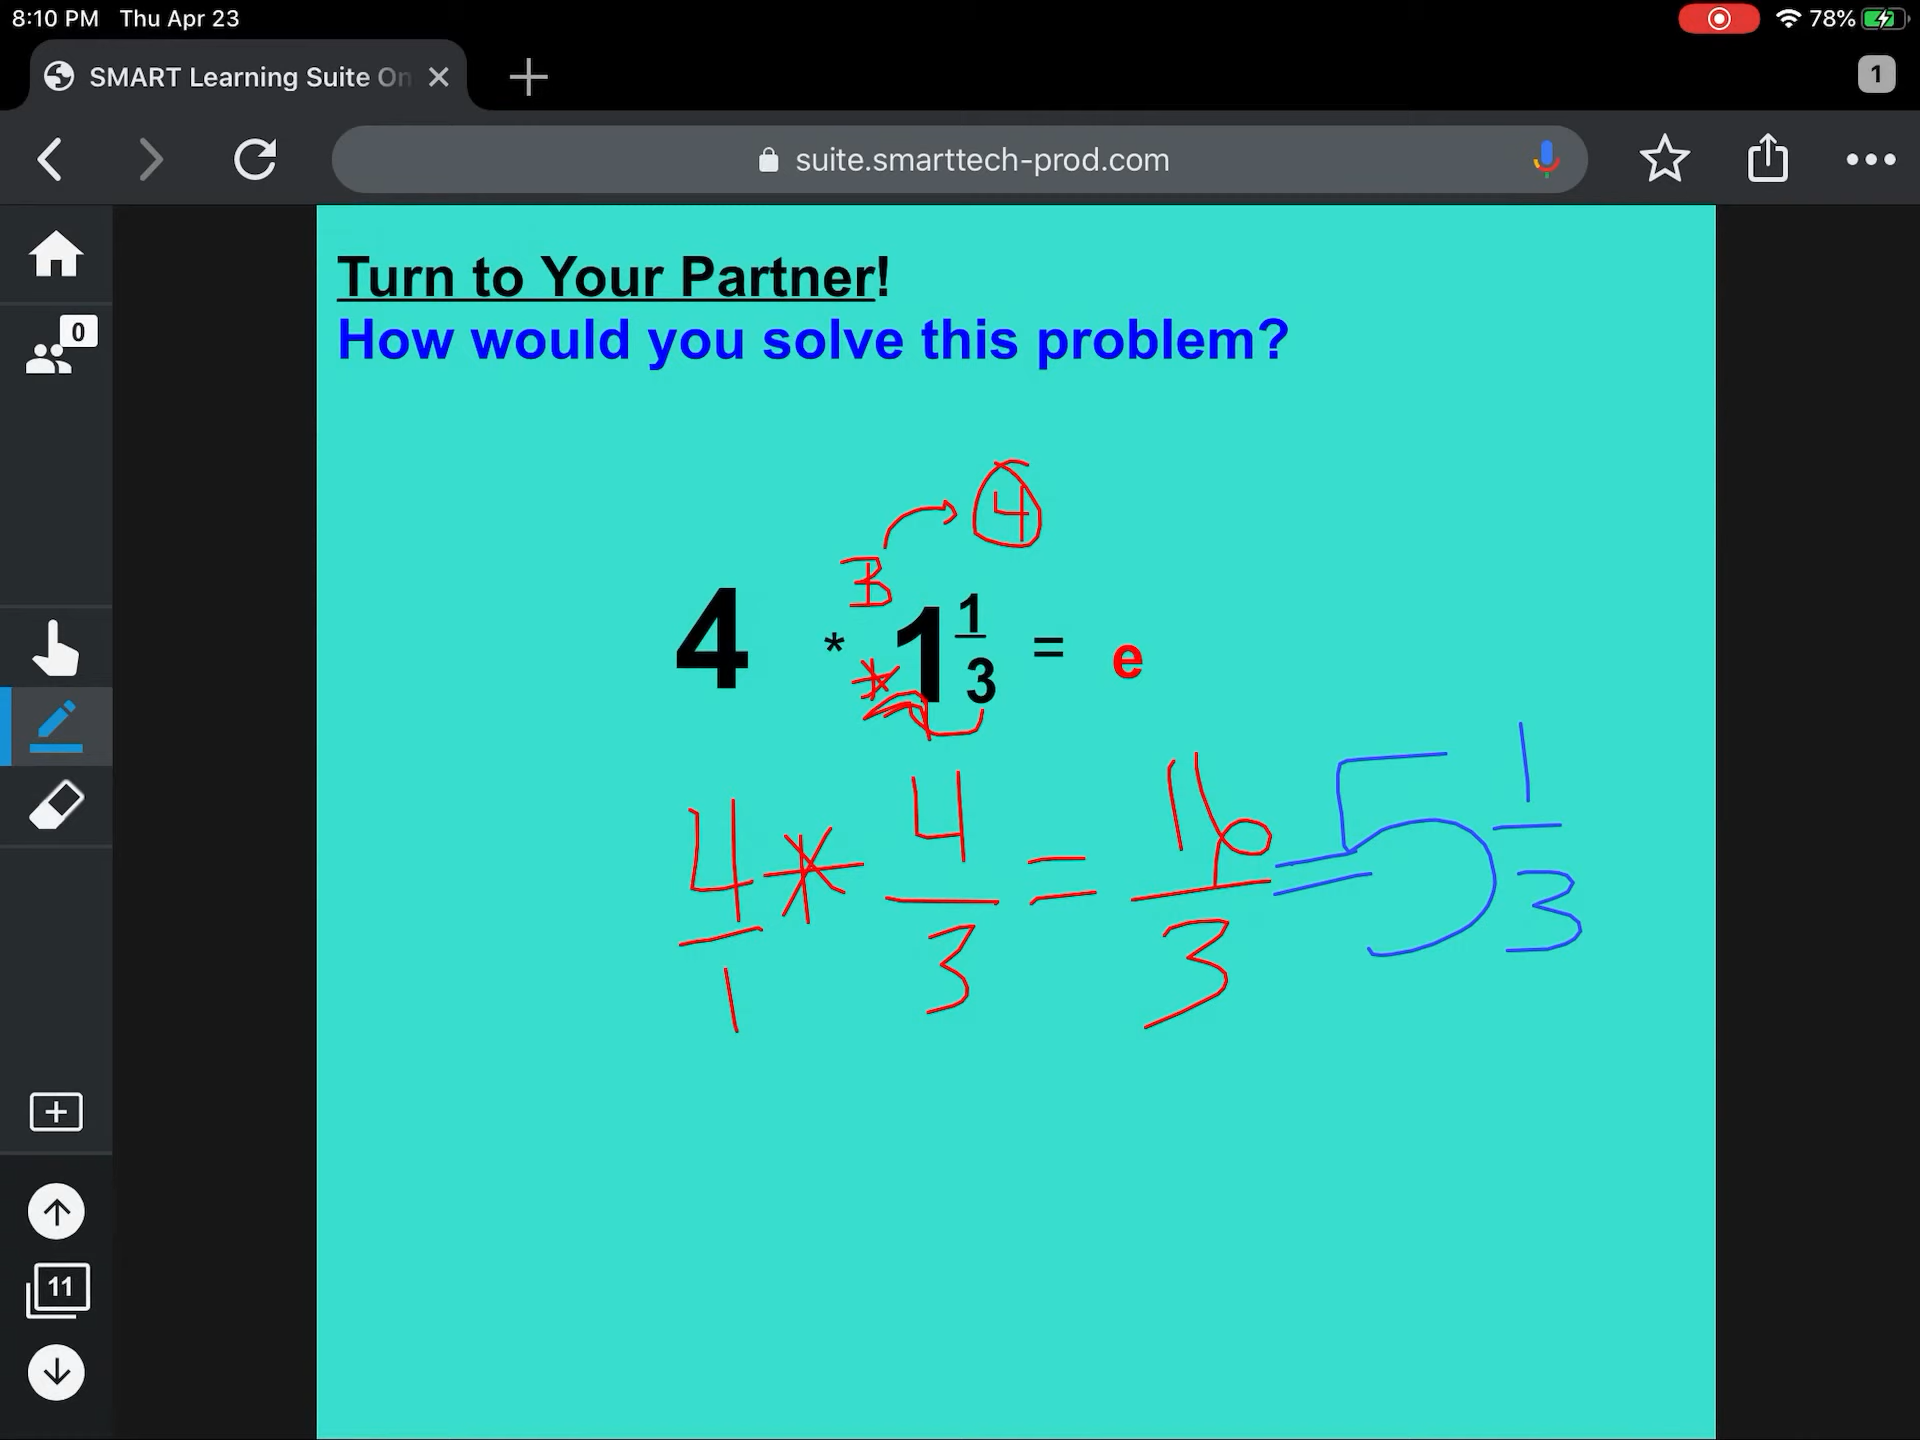 8:10 PM Thu Apr 23 78%
SMART Learning Suite On
1
suite.smarttech-prod.com
0
Turn to Your Partner!
How would you solve this problem?
4
3
4 * 1 1/3 = e
*
4/1 * 4/3 = 16/3 = 5 1/3
11